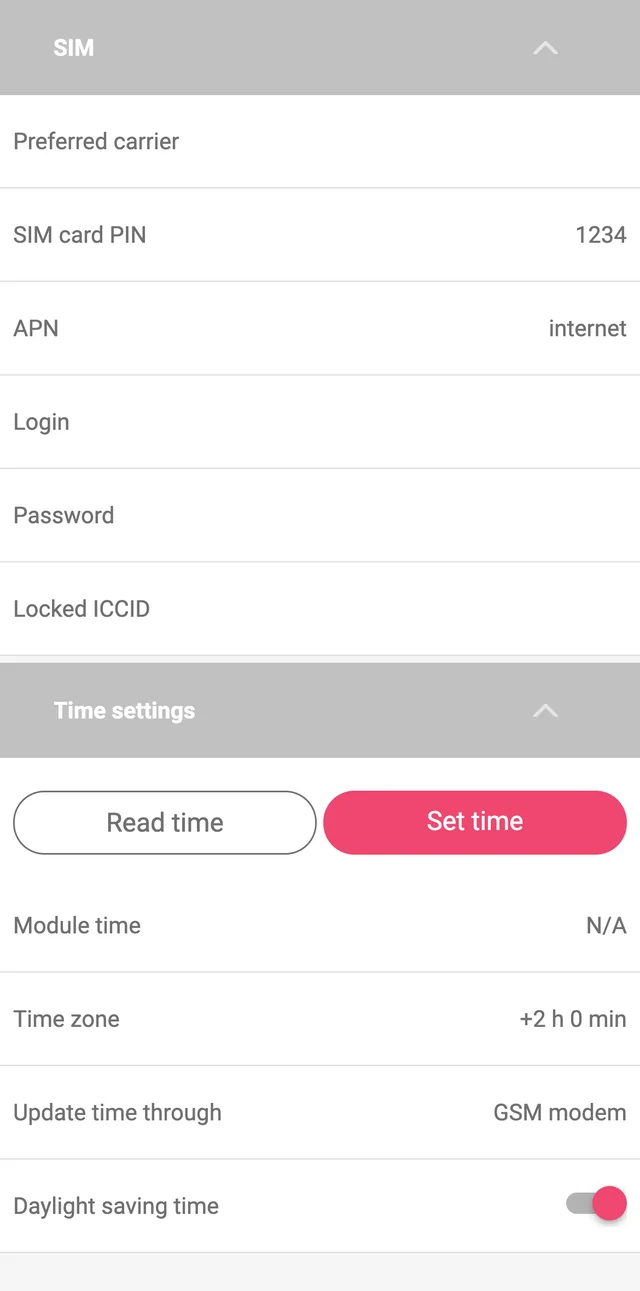 SIM
Preferred carrier
SIM card PIN 1234
APN internet
Login
Password
Locked ICCID
Time settings
Read time Set time
Module time N/A
Time zone +2 h 0 min
Update time through GSM modem
Daylight saving time